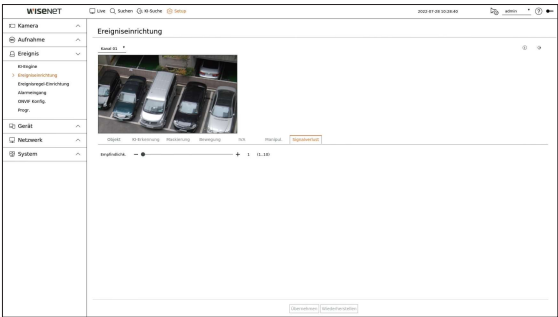 WISENET
Live Suchen KI-Suche Setup 2022-07-28 10:28:40 admin
Kamera
Aufnahme
Ereignis
KI-Engine
Ereigniseinrichtung
Ereignisregel-Einrichtung
Alarmeingang
ONVIF Konfig.
Progr.
Gerät
Netzwerk
System
Ereigniseinrichtung
Kanal 01
Objekt KI-Erkennung Maskierung Bewegung Ton Manipul. Signalverlust
Empfindlichk. 1 (1..10)
Übernehmen Wiederherstellen